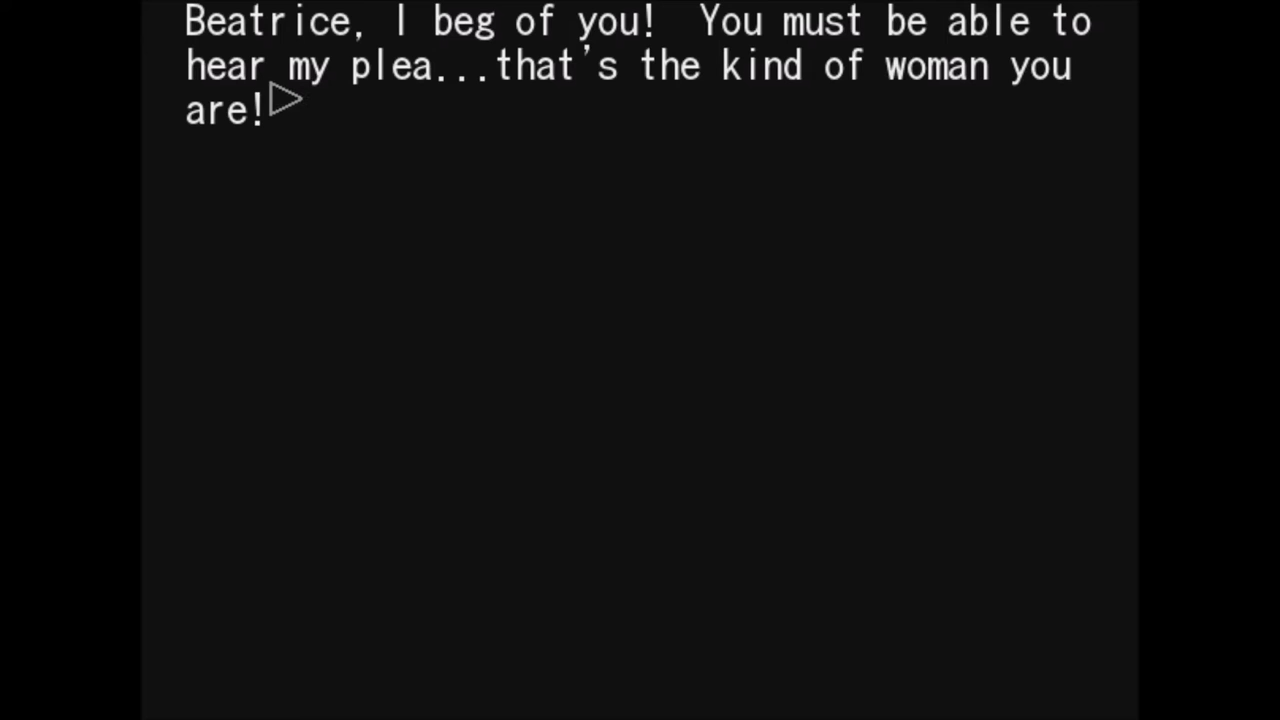 Beatrice, I beg of you!  You must be able to
hear my plea...that's the kind of woman you
are!